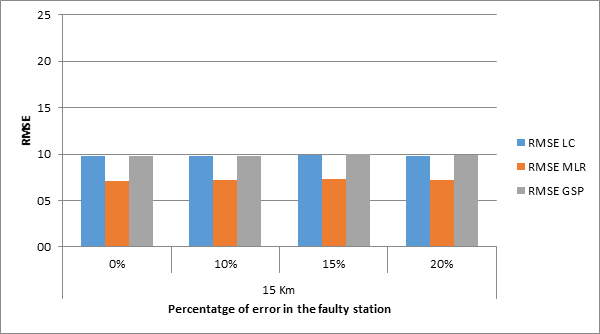 25
20
15
10
05
00
RMSE
RMSE LC
RMSE MLR
RMSE GSP
0% 10% 15% 20%
15 Km
Percentatge of error in the faulty station